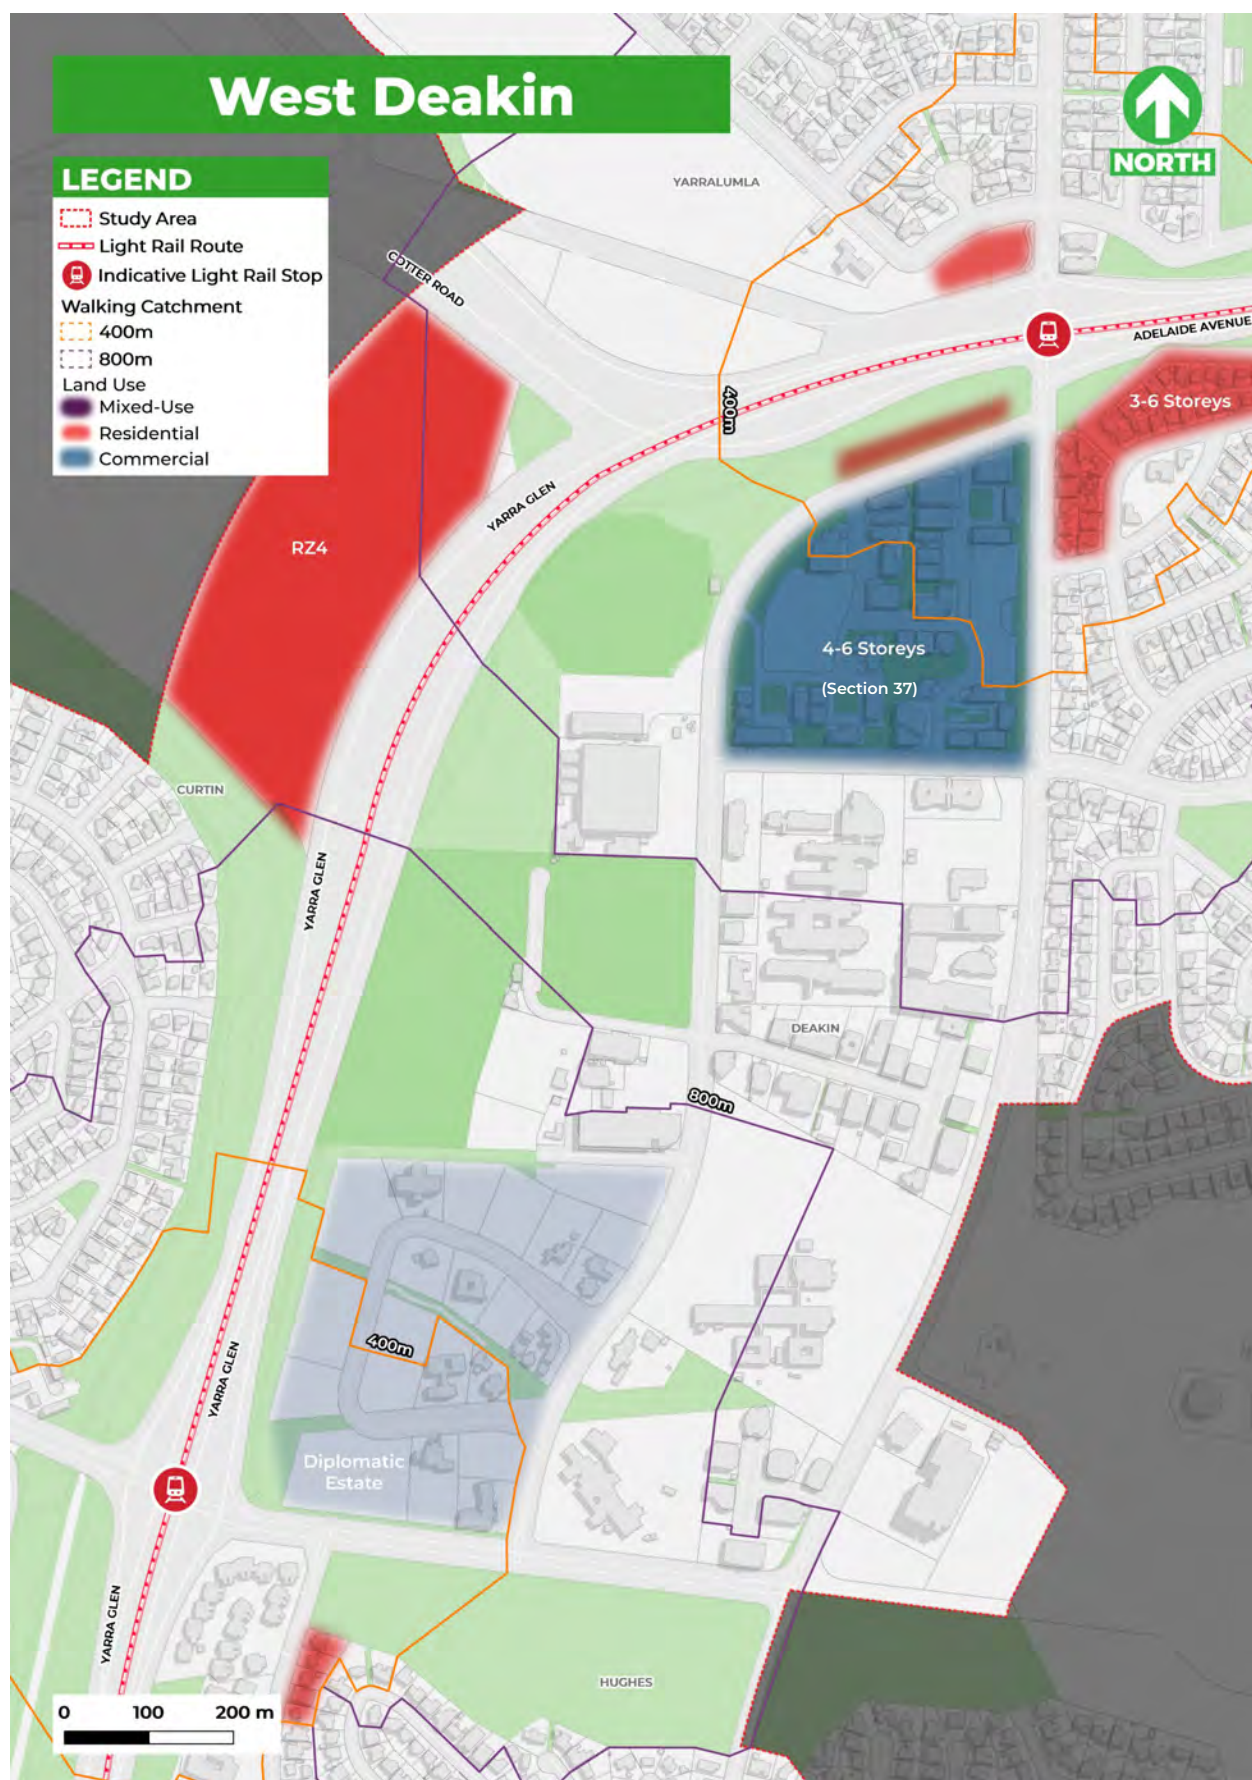 West Deakin
NORTH
LEGEND
Study Area
Light Rail Route
Indicative Light Rail Stop
Walking Catchment
400m
800m
Land Use
Mixed-Use
Residential
Commercial
YARRALUMLA
COTTER ROAD
ADELAIDE AVENUE
400m
3-6 Storeys
YARRA GLEN
RZ4
4-6 Storeys
(Section 37)
CURTIN
YARRA GLEN
DEAKIN
800m
400m
YARRA GLEN
Diplomatic
Estate
YARRA GLEN
HUGHES
0 100 200 m